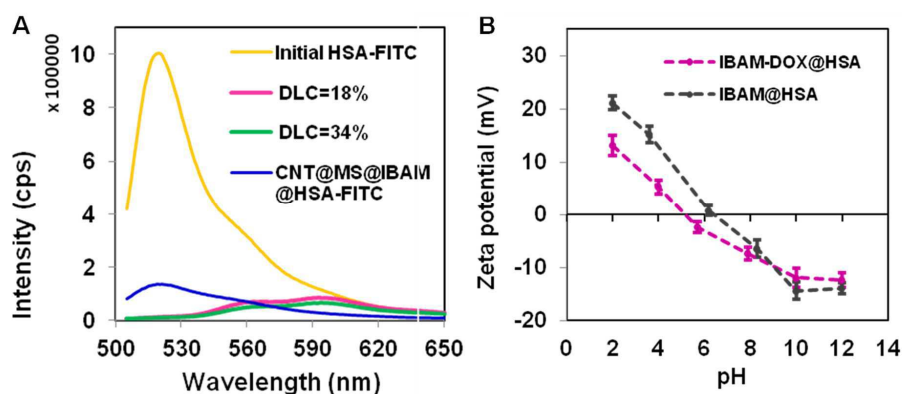 A
x 100000
Intensity (cps)
10
8
6
4
2
0
500 530 560 590 620 650
Wavelength (nm)
Initial HSA-FITC
DLC=18%
DLC=34%
CNT@MS@IBAM
@HSA-FITC
B
Zeta potential (mV)
30
20
10
0
-10
-20
0 2 4 6 8 10 12 14
pH
IBAM-DOX@HSA
IBAM@HSA